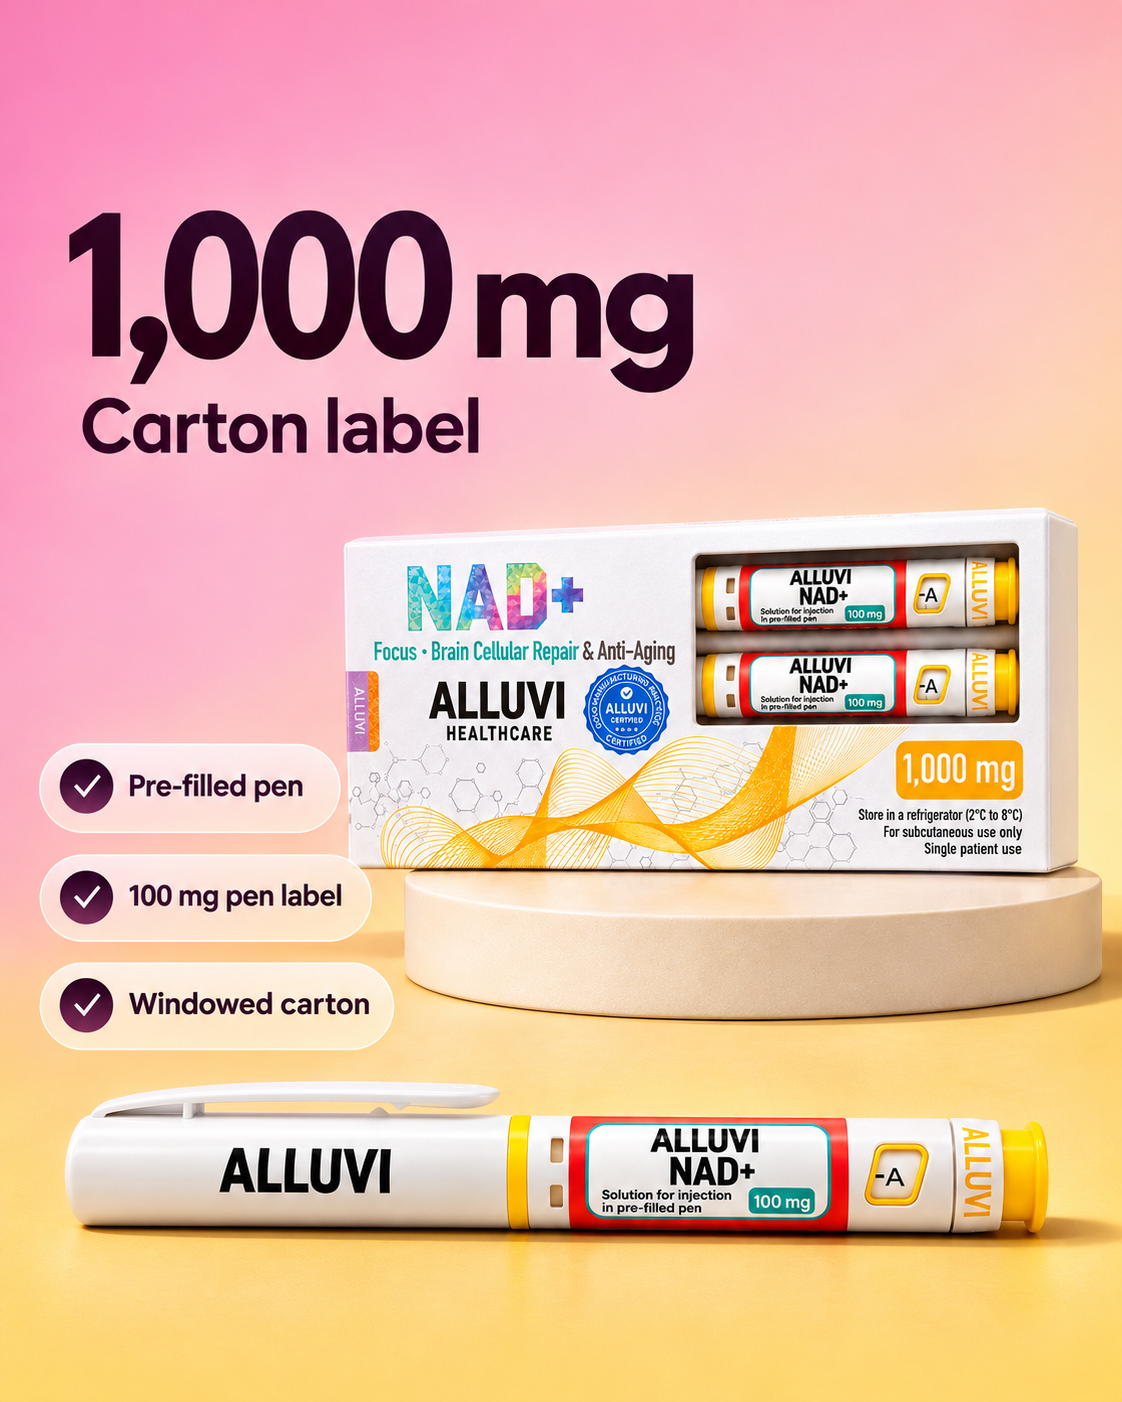 1,000 mg
Carton label
NAD+
Focus • Brain Cellular Repair & Anti-Aging
ALLUVI
HEALTHCARE
ALLUVI
CERTIFIED
CERTIFIED
ALLUVI
ALLUVI
NAD+
Solution for injection
in pre-filled pen
100 mg
-A
ALLUVI
ALLUVI
NAD+
Solution for injection
in pre-filled pen
100 mg
-A
ALLUVI
1,000 mg
Store in a refrigerator (2°C to 8°C)
For subcutaneous use only
Single patient use
Pre-filled pen
100 mg pen label
Windowed carton
ALLUVI
ALLUVI
NAD+
Solution for injection
in pre-filled pen
100 mg
-A
ALLUVI